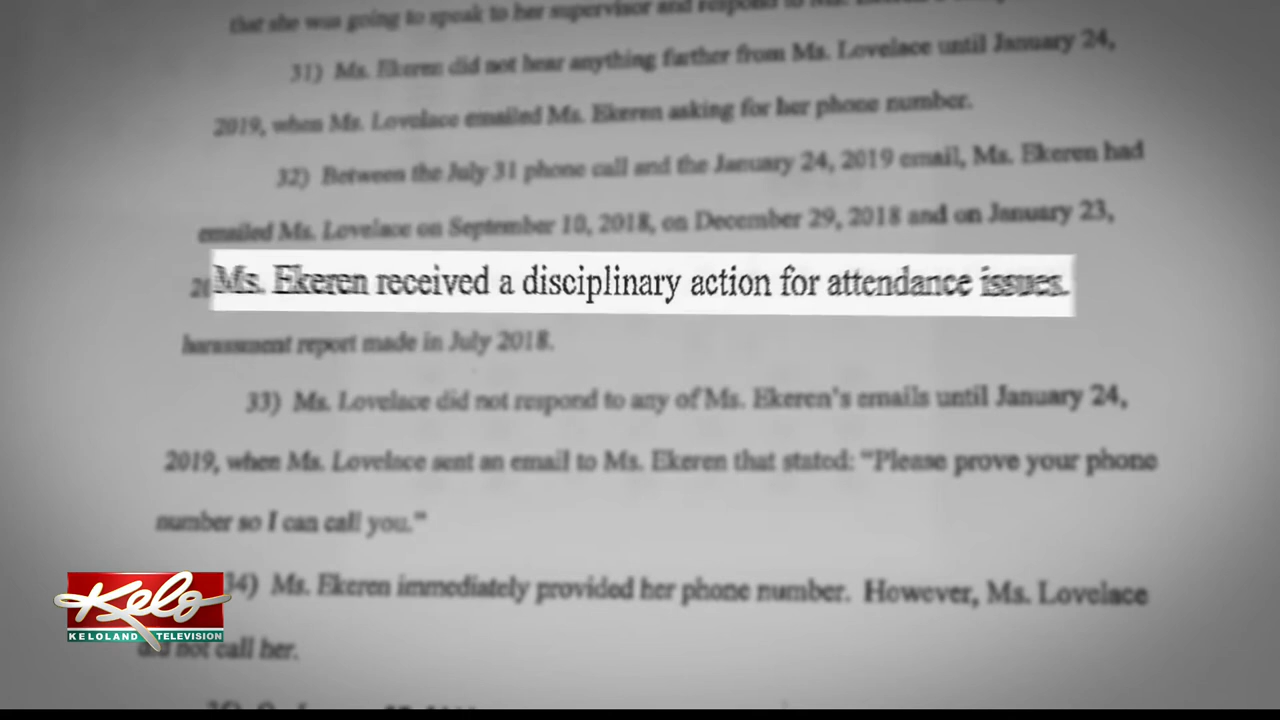 that she was going to speak to her supervisor and respond to Ms. Ekeren's
31) Ms. Ekeren did not hear anything farther from Ms. Lovelace until January 24,
2019, when Ms. Lovelace emailed Ms. Ekeren asking for her phone number.
32) Between the July 31 phone call and the January 24, 2019 email, Ms. Ekeren had
emailed Ms. Lovelace on September 10, 2018, on December 29, 2018 and on January 23,
Ms. Ekeren received a disciplinary action for attendance issues.
harassment report made in July 2018.
33) Ms. Lovelace did not respond to any of Ms. Ekeren's emails until January 24,
2019, when Ms. Lovelace sent an email to Ms. Ekeren that stated: "Please prove your phone
number so I can call you."
34) Ms. Ekeren immediately provided her phone number. However, Ms. Lovelace
did not call her.
Kelo
KELOLAND TELEVISION